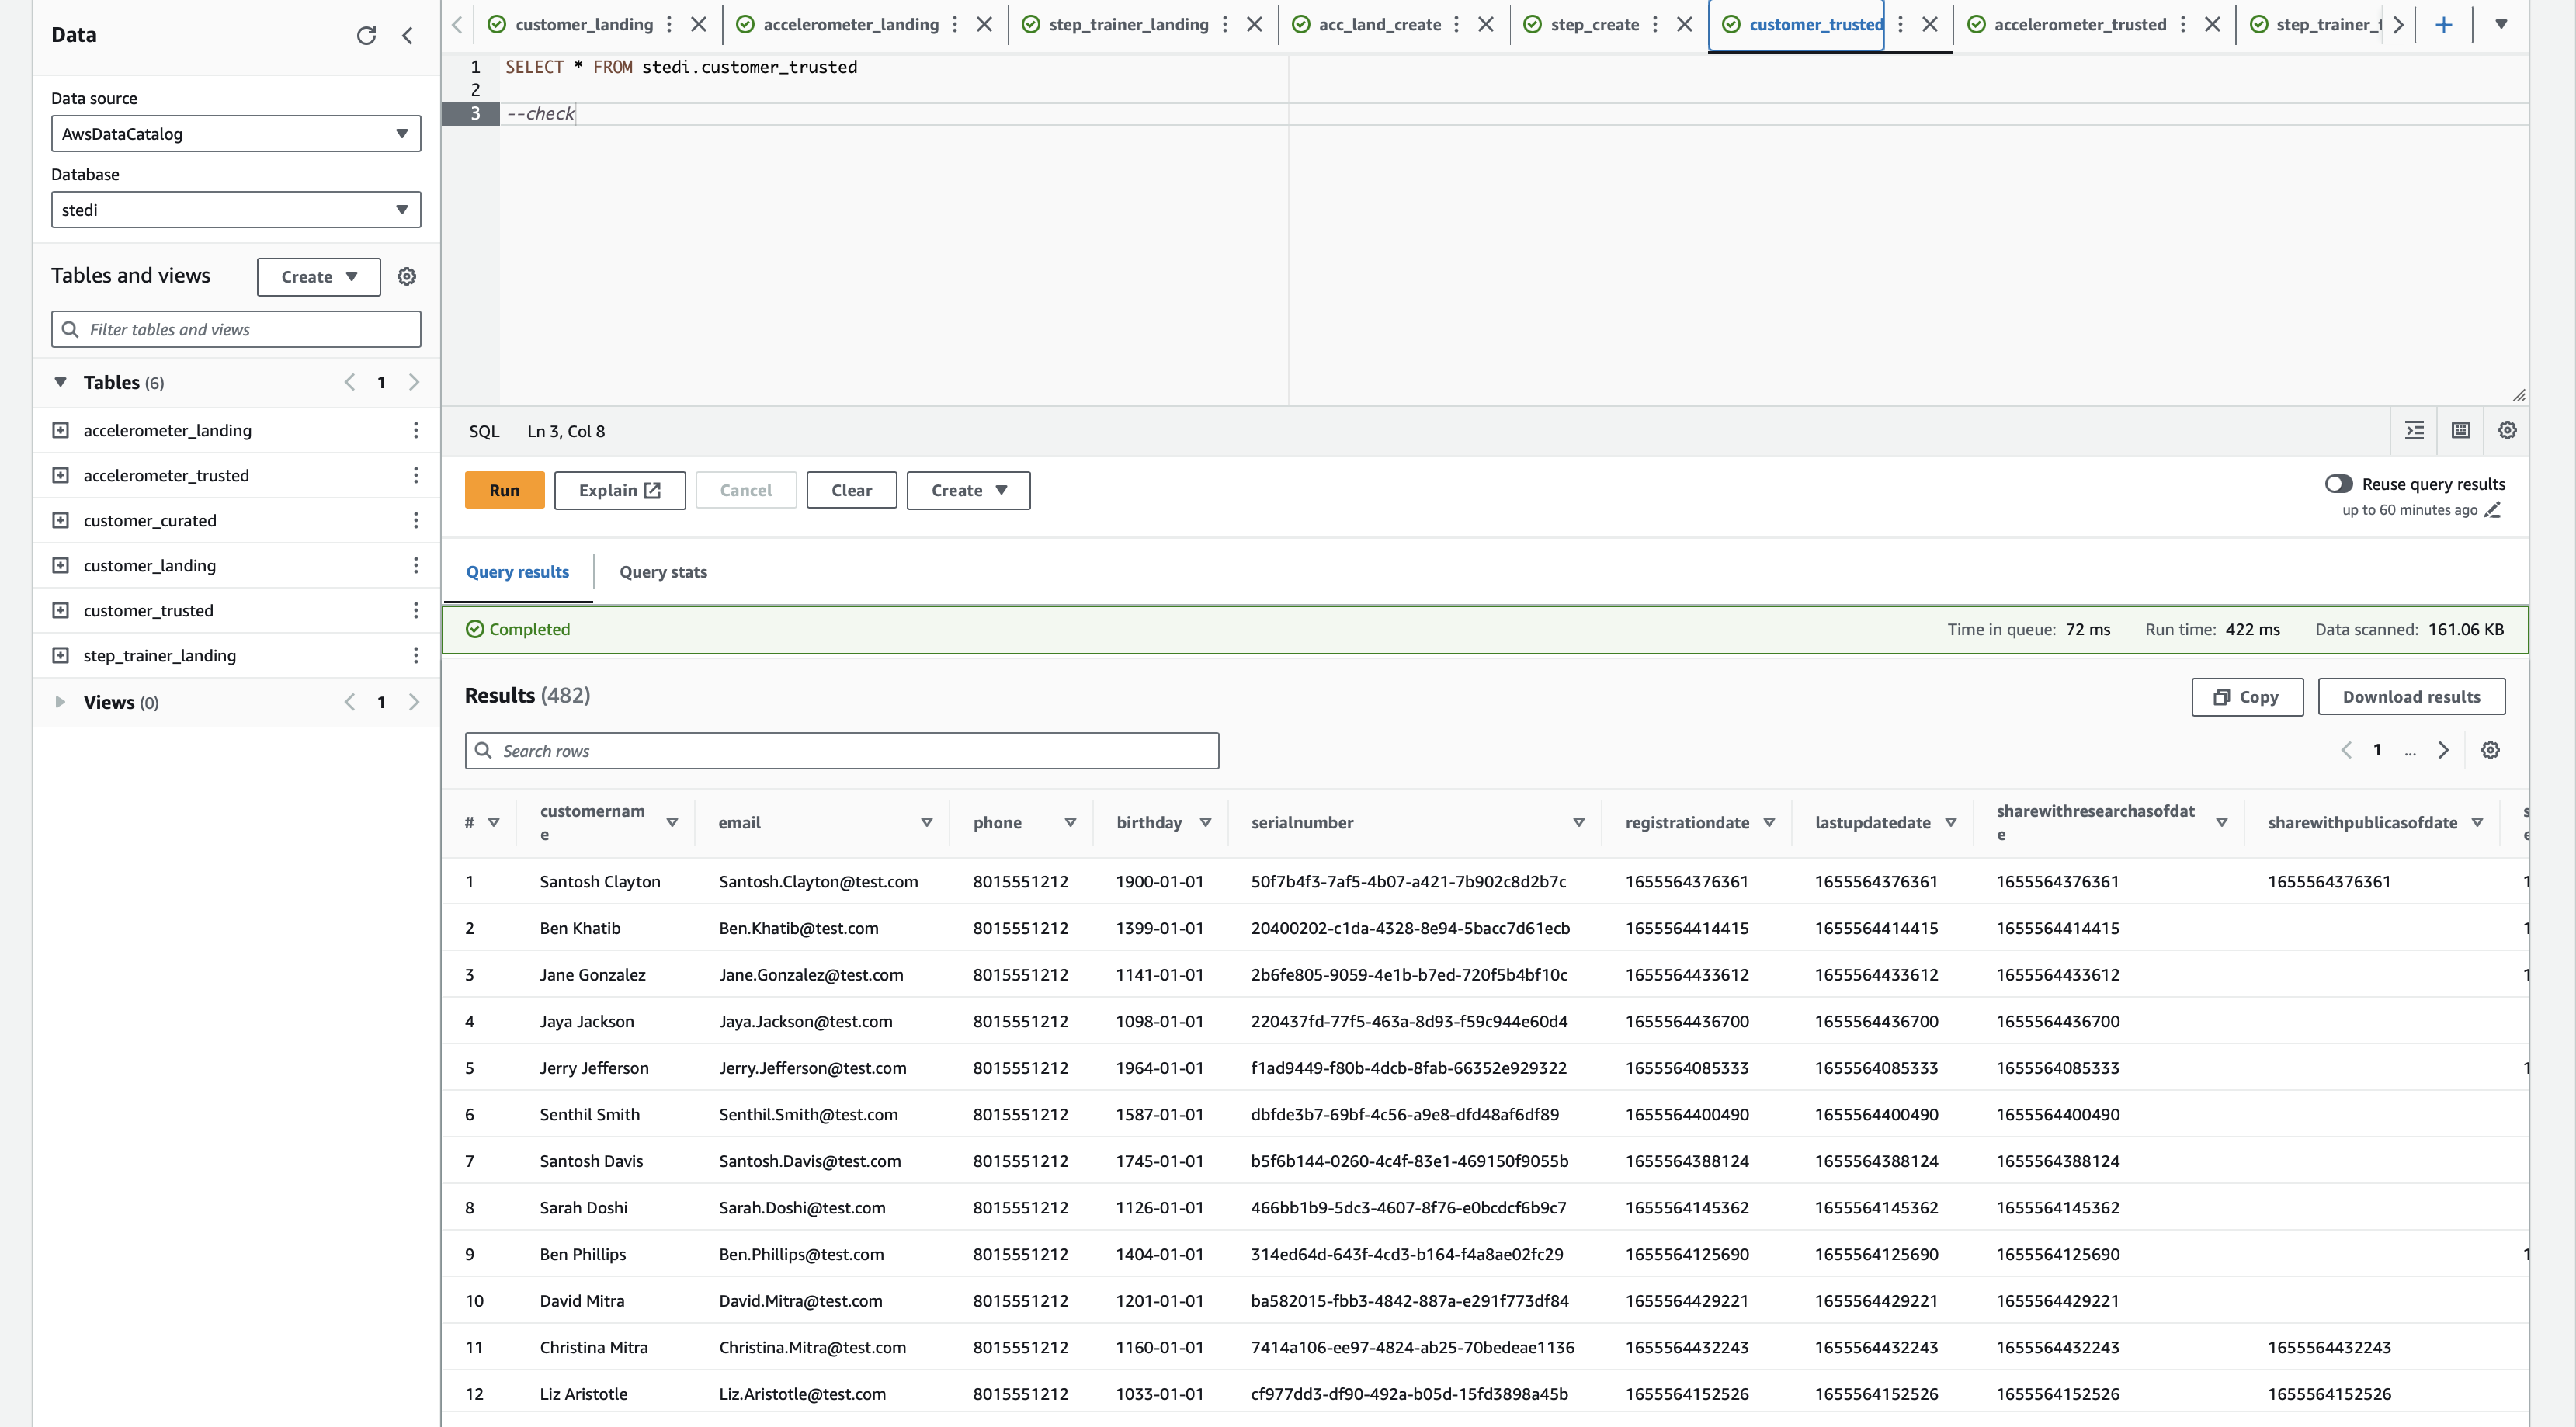 Data
Data source
AwsDataCatalog
Database
stedi
Tables and views
Create
Filter tables and views
Tables (6)
1
accelerometer_landing
accelerometer_trusted
customer_curated
customer_landing
customer_trusted
step_trainer_landing
Views (0)
1
customer_landing
accelerometer_landing
step_trainer_landing
acc_land_create
step_create
customer_trusted
accelerometer_trusted
step_trainer_t
1 SELECT * FROM stedi.customer_trusted
2
3 --check
SQL Ln 3, Col 8
Run Explain Cancel Clear Create
Reuse query results
up to 60 minutes ago
Query results Query stats
Completed Time in queue: 72 ms Run time: 422 ms Data scanned: 161.06 KB
Results (482)
Copy Download results
Search rows
1 ...
# customername email phone birthday serialnumber registrationdate lastupdatedate sharewithresearchasofdate sharewithpublicasofdate s e
1 Santosh Clayton Santosh.Clayton@test.com 8015551212 1900-01-01 50f7b4f3-7af5-4b07-a421-7b902c8d2b7c 1655564376361 1655564376361 1655564376361 1655564376361 1
2 Ben Khatib Ben.Khatib@test.com 8015551212 1399-01-01 20400202-c1da-4328-8e94-5bacc7d61ecb 1655564414415 1655564414415 1655564414415 1
3 Jane Gonzalez Jane.Gonzalez@test.com 8015551212 1141-01-01 2b6fe805-9059-4e1b-b7ed-720f5b4bf10c 1655564433612 1655564433612 1655564433612 1
4 Jaya Jackson Jaya.Jackson@test.com 8015551212 1098-01-01 220437fd-77f5-463a-8d93-f59c944e60d4 1655564436700 1655564436700 1655564436700
5 Jerry Jefferson Jerry.Jefferson@test.com 8015551212 1964-01-01 f1ad9449-f80b-4dcb-8fab-66352e929322 1655564085333 1655564085333 1655564085333 1
6 Senthil Smith Senthil.Smith@test.com 8015551212 1587-01-01 dbfde3b7-69bf-4c56-a9e8-dfd48af6df89 1655564400490 1655564400490 1655564400490
7 Santosh Davis Santosh.Davis@test.com 8015551212 1745-01-01 b5f6b144-0260-4c4f-83e1-469150f9055b 1655564388124 1655564388124 1655564388124
8 Sarah Doshi Sarah.Doshi@test.com 8015551212 1126-01-01 466bb1b9-5dc3-4607-8f76-e0bcdcf6b9c7 1655564145362 1655564145362 1655564145362
9 Ben Phillips Ben.Phillips@test.com 8015551212 1404-01-01 314ed64d-643f-4cd3-b164-f4a8ae02fc29 1655564125690 1655564125690 1655564125690 1
10 David Mitra David.Mitra@test.com 8015551212 1201-01-01 ba582015-fbb3-4842-887a-e291f773df84 1655564429221 1655564429221 1655564429221
11 Christina Mitra Christina.Mitra@test.com 8015551212 1160-01-01 7414a106-ee97-4824-ab25-70bedeae1136 1655564432243 1655564432243 1655564432243 1655564432243
12 Liz Aristotle Liz.Aristotle@test.com 8015551212 1033-01-01 cf977dd3-df90-492a-b05d-15fd3898a45b 1655564152526 1655564152526 1655564152526 1655564152526